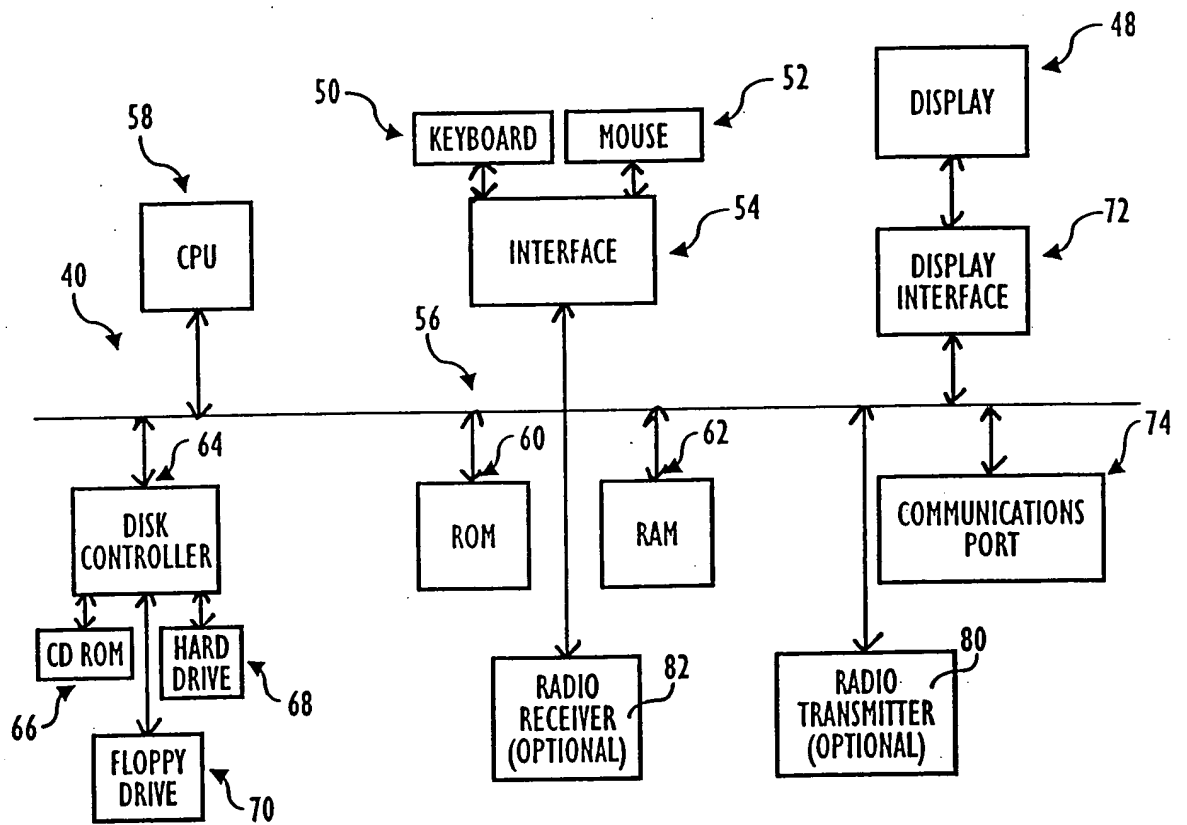 48
50
52
DISPLAY
58
KEYBOARD
MOUSE
54
72
CPU
INTERFACE
DISPLAY
INTERFACE
40
56
64
60
62
74
DISK
CONTROLLER
ROM
RAM
COMMUNICATIONS
PORT
CD ROM
HARD
DRIVE
66
68
RADIO
RECEIVER
(OPTIONAL)
82
RADIO
TRANSMITTER
(OPTIONAL)
80
FLOPPY
DRIVE
70